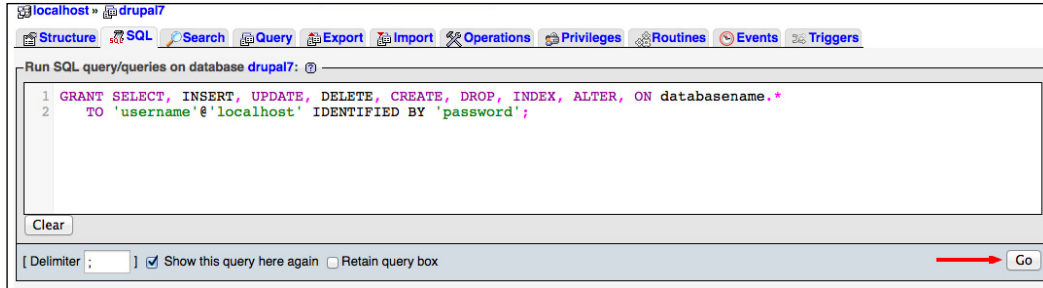 localhost » drupal7
Structure SQL Search Query Export Import Operations Privileges Routines Events Triggers
Run SQL query/queries on database drupal7:
1 GRANT SELECT, INSERT, UPDATE, DELETE, CREATE, DROP, INDEX, ALTER, ON databasename.*
2 TO 'username'@'localhost' IDENTIFIED BY 'password';
Clear
[ Delimiter ; ] Show this query here again Retain query box Go